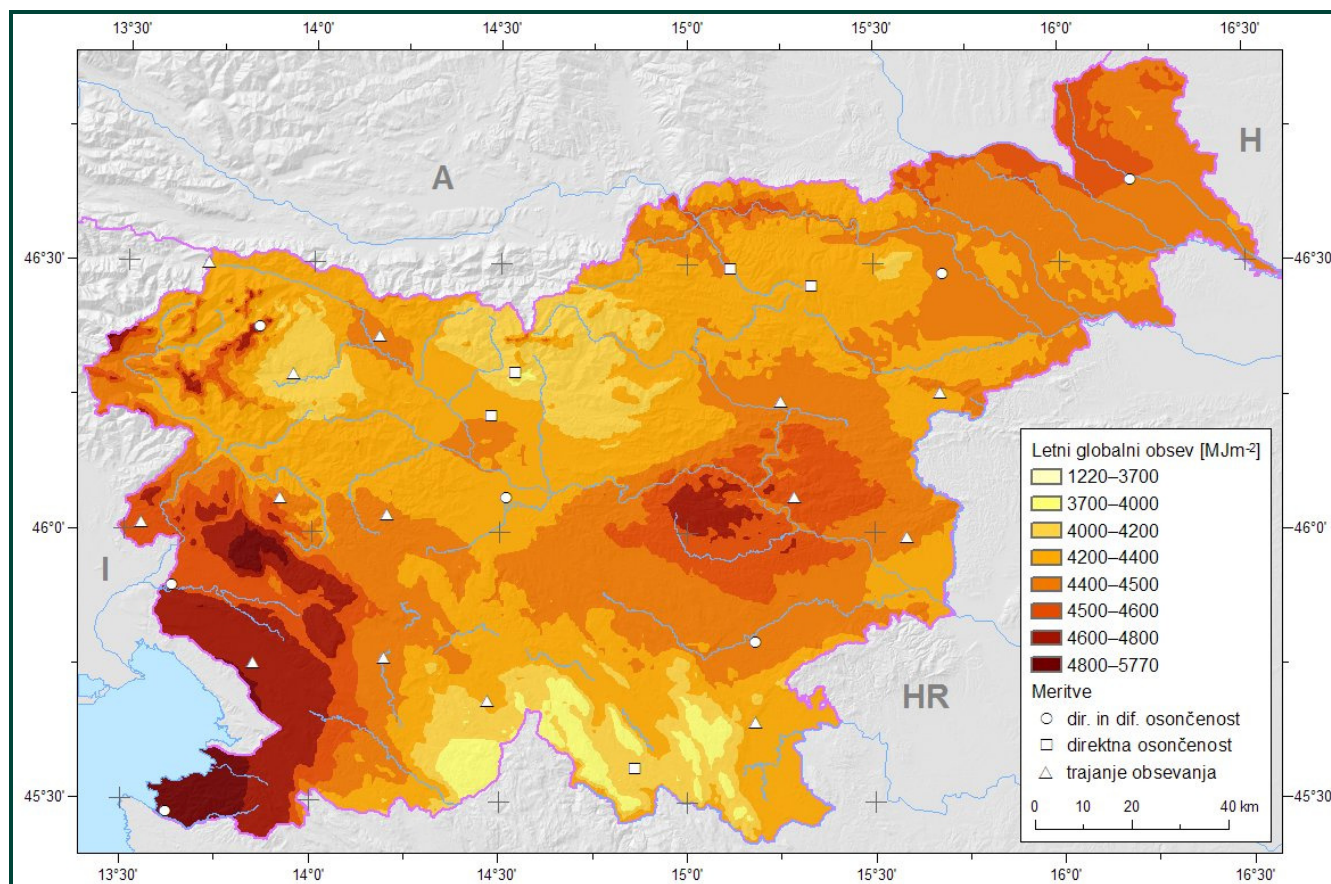 13°30' 14°0' 14°30' 15°0' 15°30' 16°0' 16°30'
A
H
46°30' 46°30'
Letni globalni obsev [MJm-2]
1220–3700
3700–4000
4000–4200
46°0' 4200–4400 46°0'
I
4400–4500
4500–4600
4600–4800
4800–5770
HR
Meritve
dir. in dif. osončenost
direktna osončenost
trajanje obsevanja
45°30' 45°30'
0 10 20 40 km
13°30' 14°0' 14°30' 15°0' 15°30' 16°0' 16°30'